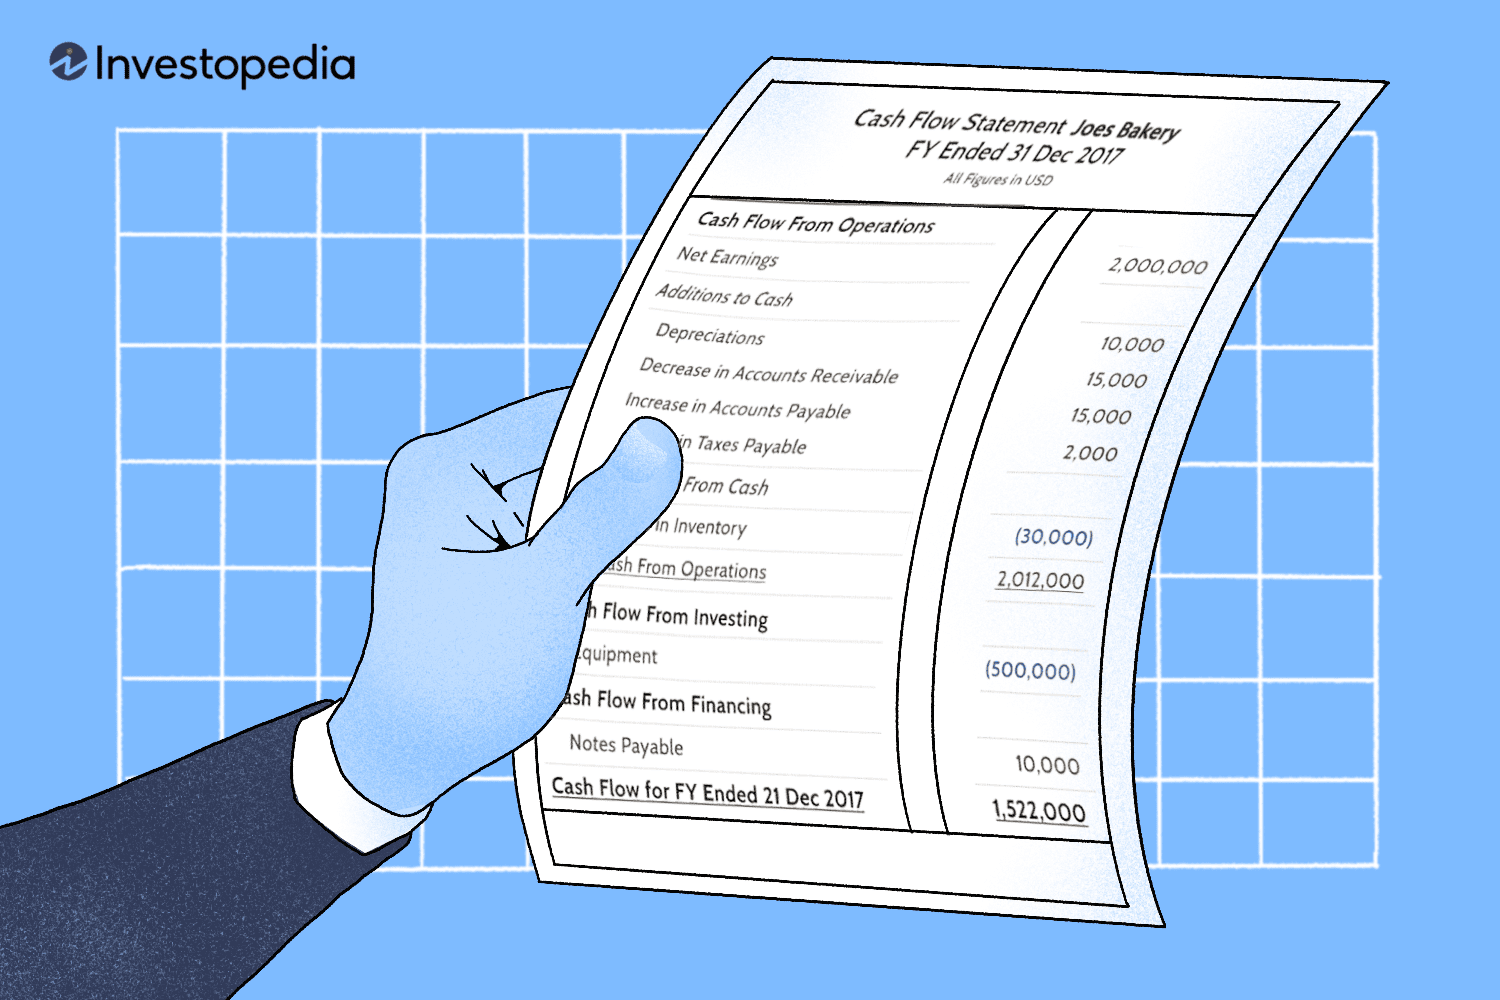 Investopedia
Cash Flow Statement Joes Bakery
FY Ended 31 Dec 2017
All Figures in USD
Cash Flow From Operations
Net Earnings 2,000,000
Additions to Cash
Depreciations 10,000
Decrease in Accounts Receivable 15,000
Increase in Accounts Payable 15,000
in Taxes Payable 2,000
From Cash
in Inventory (30,000)
From Operations 2,012,000
Flow From Investing
(500,000)
Flow From Financing
Notes Payable 10,000
Cash Flow for FY Ended 21 Dec 2017 1,522,000